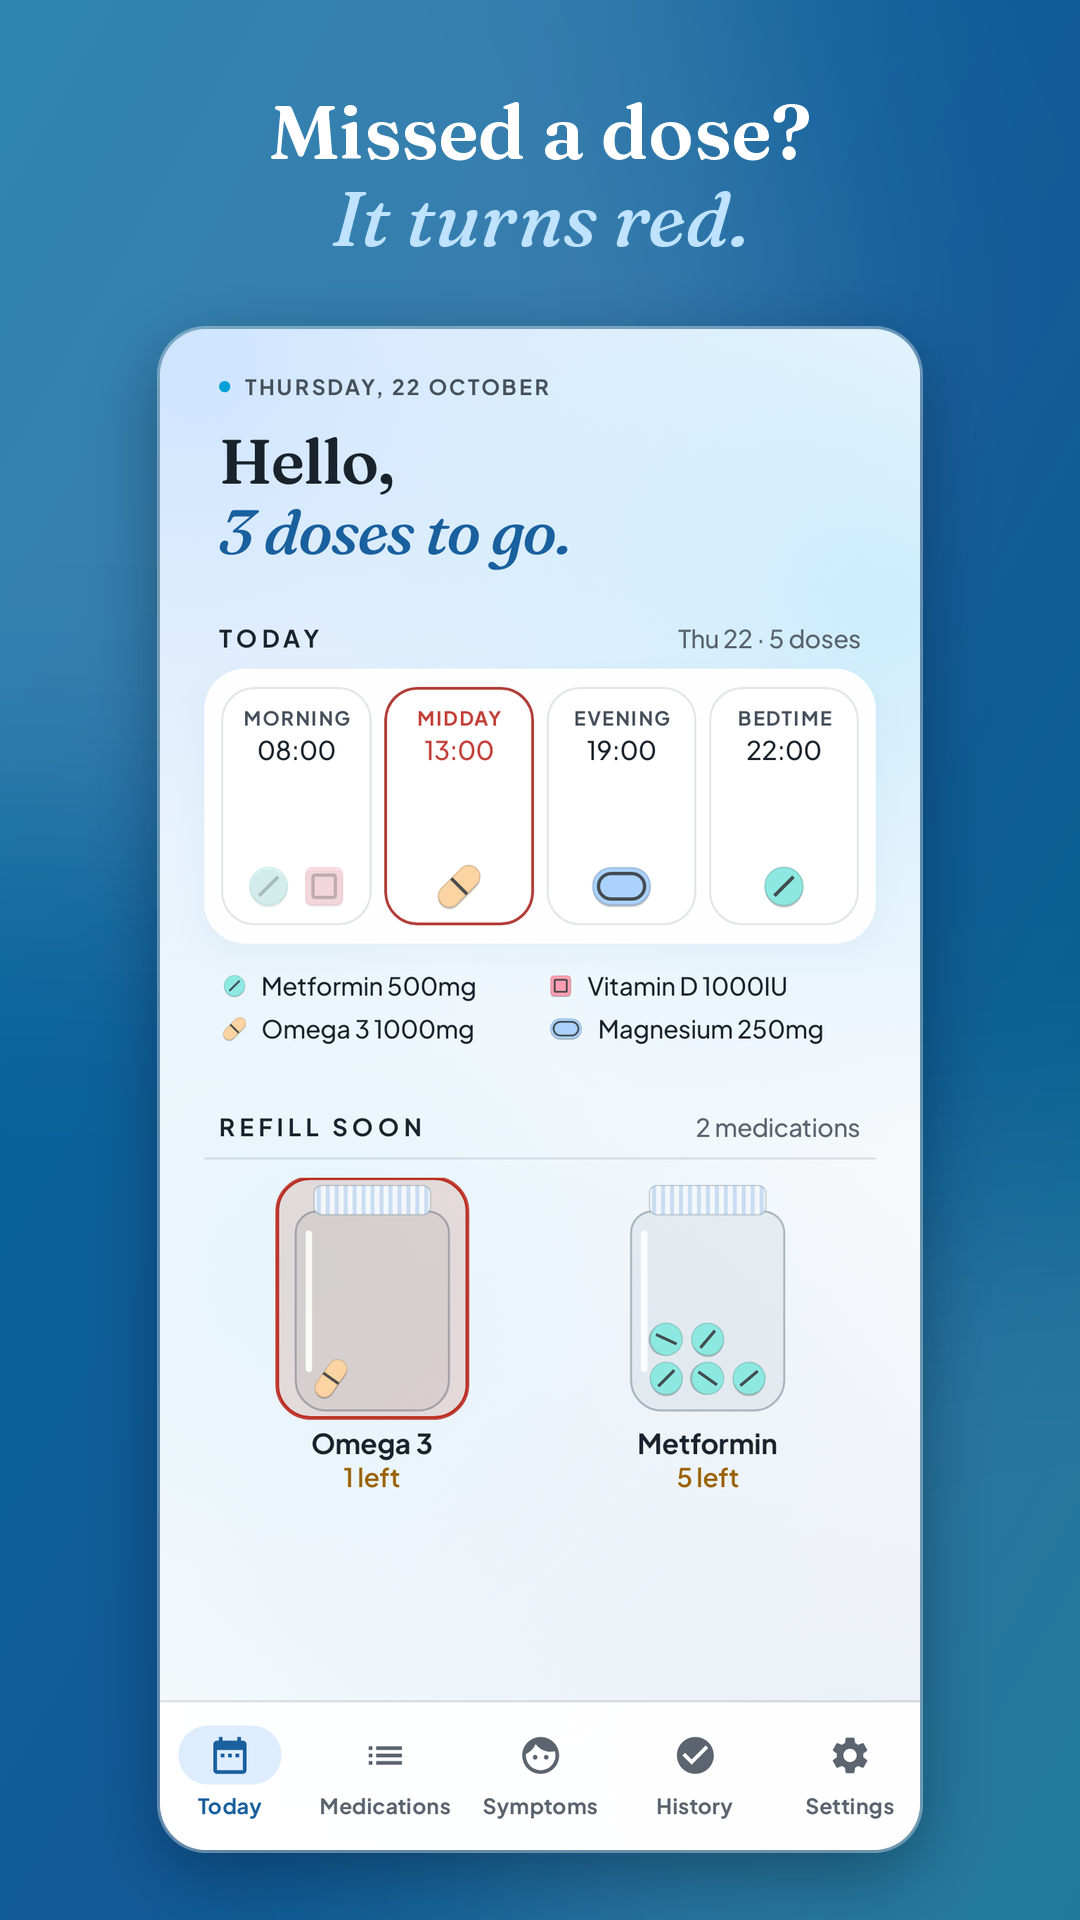 Missed a dose?
It turns red.
THURSDAY, 22 OCTOBER
Hello,
3 doses to go.
TODAY
Thu 22 · 5 doses
MORNING
08:00
MIDDAY
13:00
EVENING
19:00
BEDTIME
22:00
Metformin 500mg
Vitamin D 1000IU
Omega 3 1000mg
Magnesium 250mg
REFILL SOON
2 medications
Omega 3
1 left
Metformin
5 left
Today
Medications
Symptoms
History
Settings